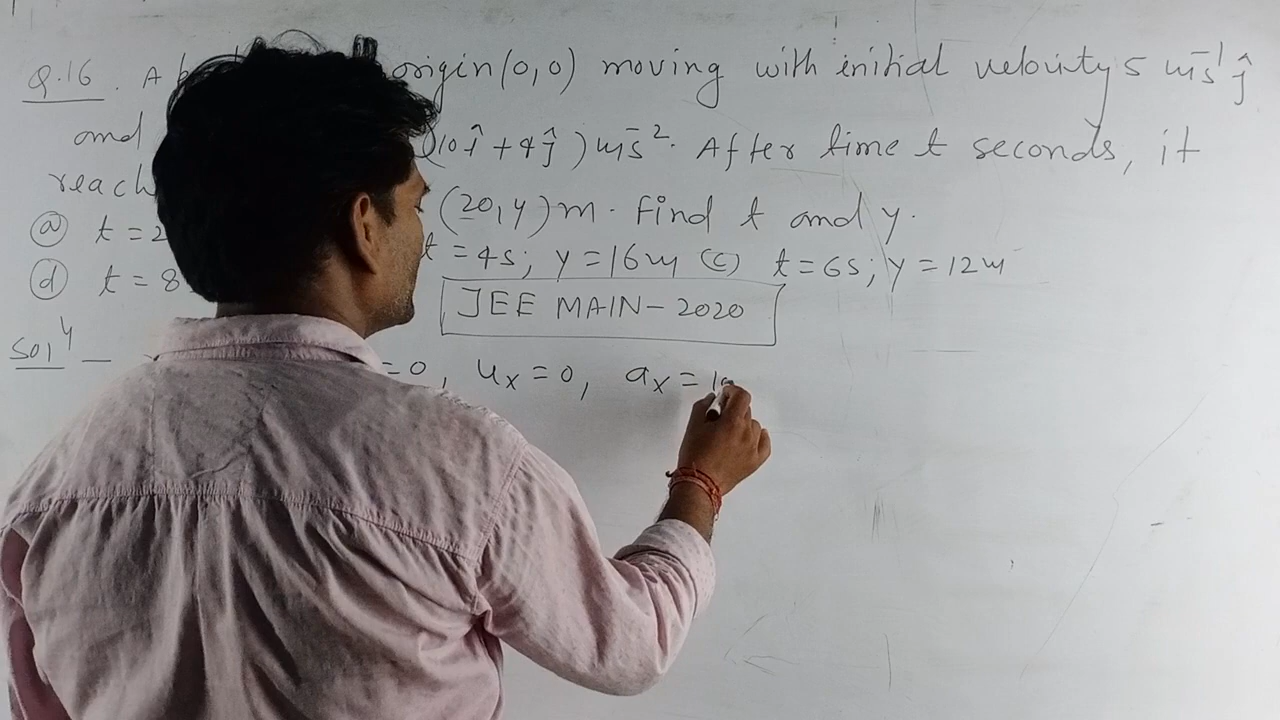 Q.16. A origin (0,0) moving with initial velocity 5 ms⁻¹ ĵ
and (10î + 4ĵ) ms⁻². After time t seconds, it
reach (20, y) m. Find t and y.
(a) t = 2 t = 4s; y = 16m (c) t = 6s; y = 12m
(d) t = 8
JEE MAIN - 2020
Solⁿ — = 0, uₓ = 0, aₓ = 10